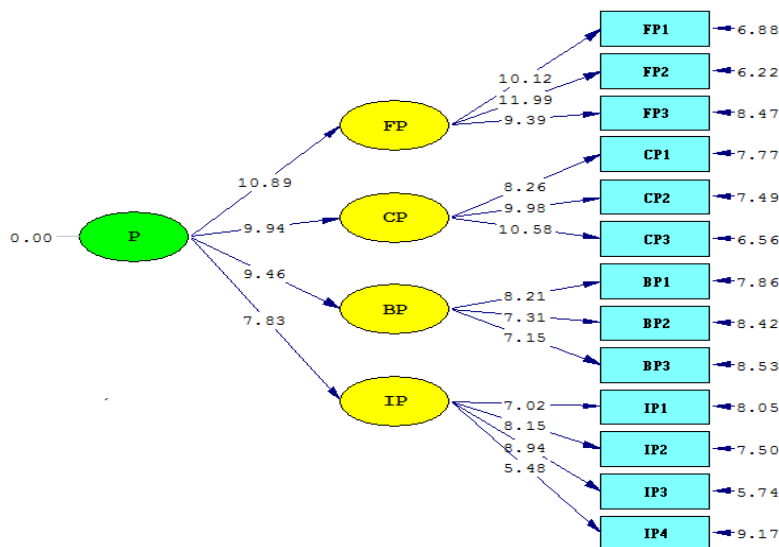 FP1
6.88
10.12
FP2
6.22
11.99
FP
FP3
8.47
9.39
CP1
7.77
10.89
8.26
CP2
7.49
9.98
CP
9.94
0.00
P
CP3
6.56
10.58
9.46
BP1
7.86
8.21
BP
7.31
BP2
8.42
7.83
7.15
BP3
8.53
IP
7.02
IP1
8.05
8.15
IP2
7.50
8.94
5.48
IP3
5.74
IP4
9.17